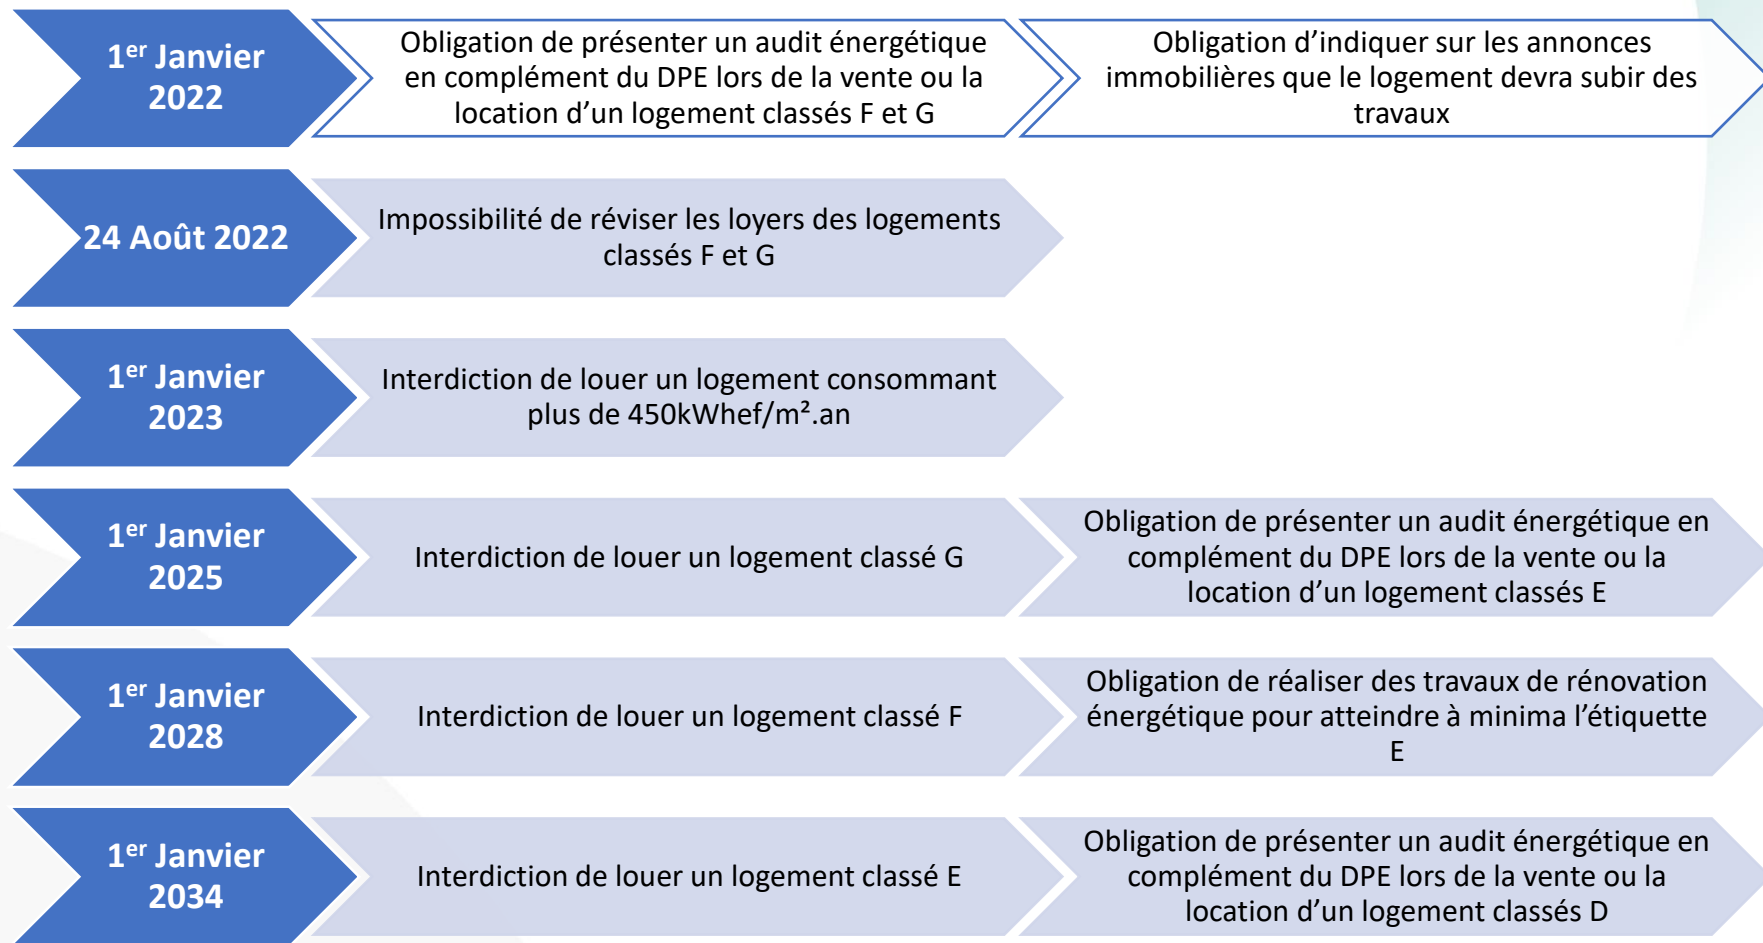 1er Janvier
2022
Obligation de présenter un audit énergétique
en complément du DPE lors de la vente ou la
location d’un logement classés F et G
Obligation d’indiquer sur les annonces
immobilières que le logement devra subir des
travaux
24 Août 2022
Impossibilité de réviser les loyers des logements
classés F et G
1er Janvier
2023
Interdiction de louer un logement consommant
plus de 450kWhef/m².an
1er Janvier
2025
Interdiction de louer un logement classé G
Obligation de présenter un audit énergétique en
complément du DPE lors de la vente ou la
location d’un logement classés E
1er Janvier
2028
Interdiction de louer un logement classé F
Obligation de réaliser des travaux de rénovation
énergétique pour atteindre à minima l’étiquette
E
1er Janvier
2034
Interdiction de louer un logement classé E
Obligation de présenter un audit énergétique en
complément du DPE lors de la vente ou la
location d’un logement classés D